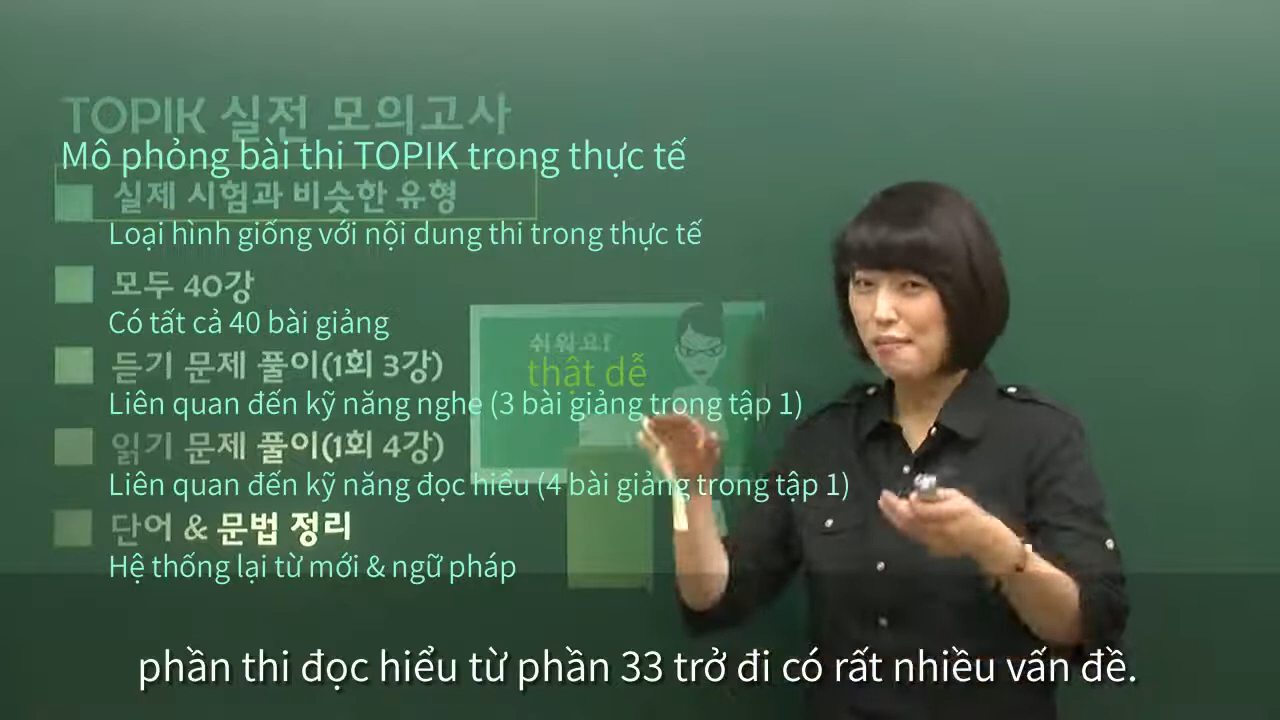 TOPIK 실전 모의고사
Mô phỏng bài thi TOPIK trong thực tế
실제 시험과 비슷한 유형
Loại hình giống với nội dung thi trong thực tế
모두 40강
Có tất cả 40 bài giảng
쉬워요!
thật dễ
듣기 문제 풀이(1회 3강)
Liên quan đến kỹ năng nghe (3 bài giảng trong tập 1)
읽기 문제 풀이(1회 4강)
Liên quan đến kỹ năng đọc hiểu (4 bài giảng trong tập 1)
단어 & 문법 정리
Hệ thống lại từ mới & ngữ pháp
phần thi đọc hiểu từ phần 33 trở đi có rất nhiều vấn đề.